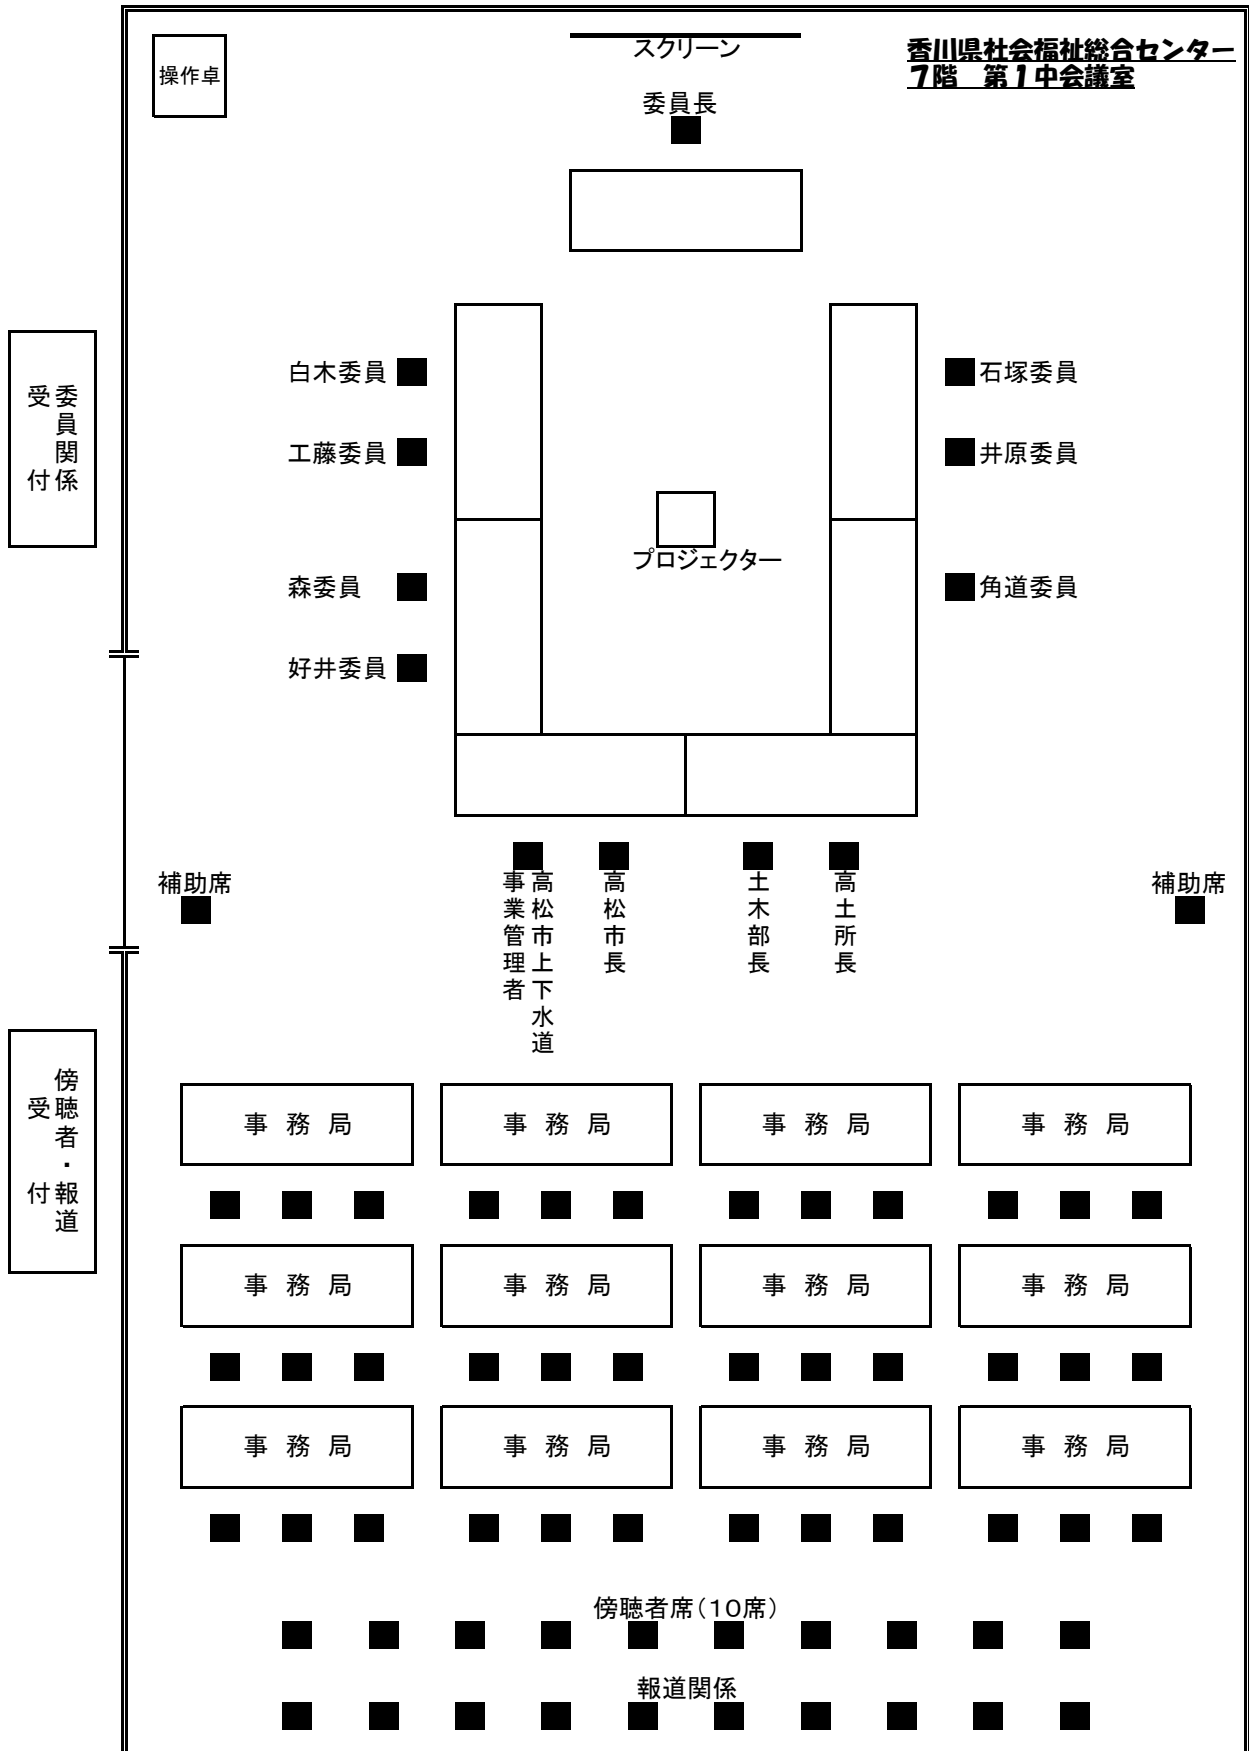 スクリーン
香川県社会福祉総合センター
7階 第1中会議室
操作卓
委員長
白木委員
石塚委員
委員関係
受付
工藤委員
井原委員
プロジェクター
森委員
角道委員
好井委員
補助席
高松市上下水道
事業管理者
高松市長
土木部長
高土所長
補助席
傍聴者・報道
受付
事務局
事務局
事務局
事務局
事務局
事務局
事務局
事務局
事務局
事務局
事務局
事務局
傍聴者席(10席)
報道関係